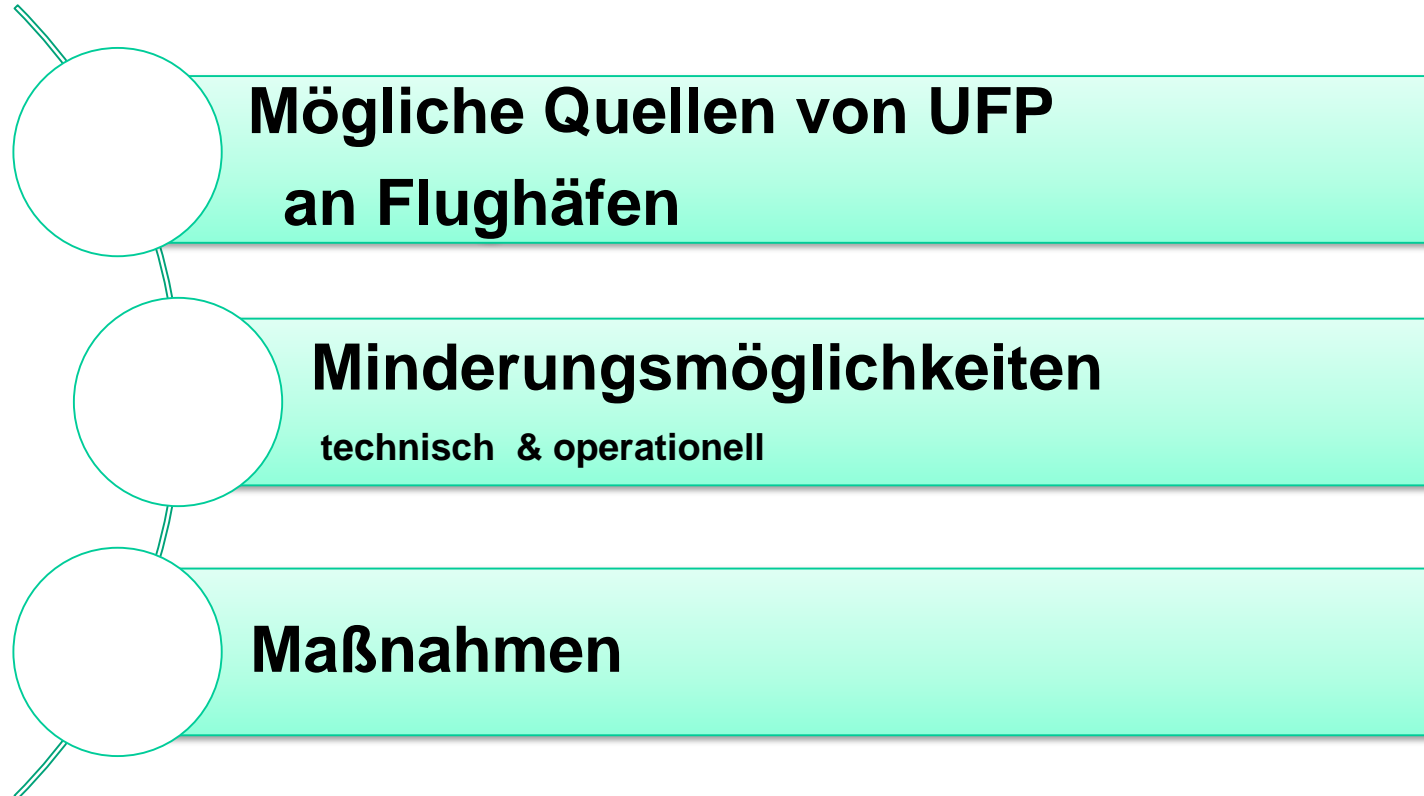 Mögliche Quellen von UFP
an Flughäfen
Minderungsmöglichkeiten
technisch & operationell
Maßnahmen